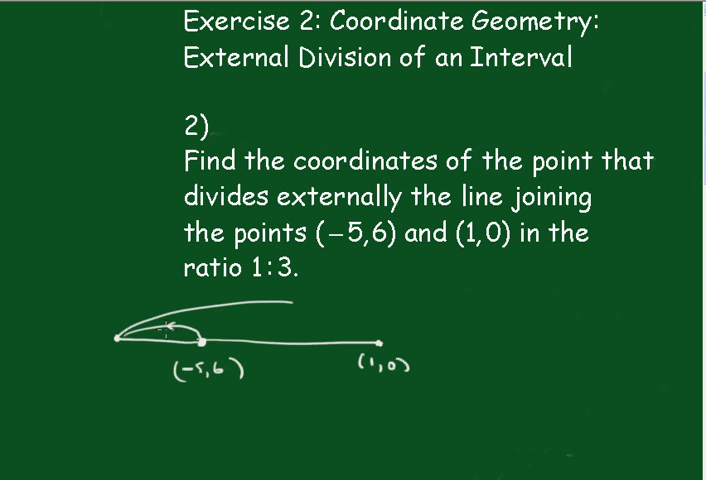 Exercise 2: Coordinate Geometry:
External Division of an Interval
2)
Find the coordinates of the point that
divides externally the line joining
the points (−5,6) and (1,0) in the
ratio 1:3.
(-5,6) (1,0)